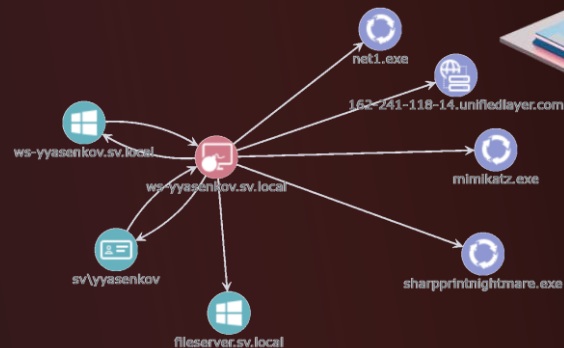 net1.exe
162-241-118-14.unifiedlayer.com
ws-yyasenkov.sv.local
mimikatz.exe
ws-yyasenkov.sv.local
sv\yyasenkov
sharpprintnightmare.exe
fileserver.sv.local